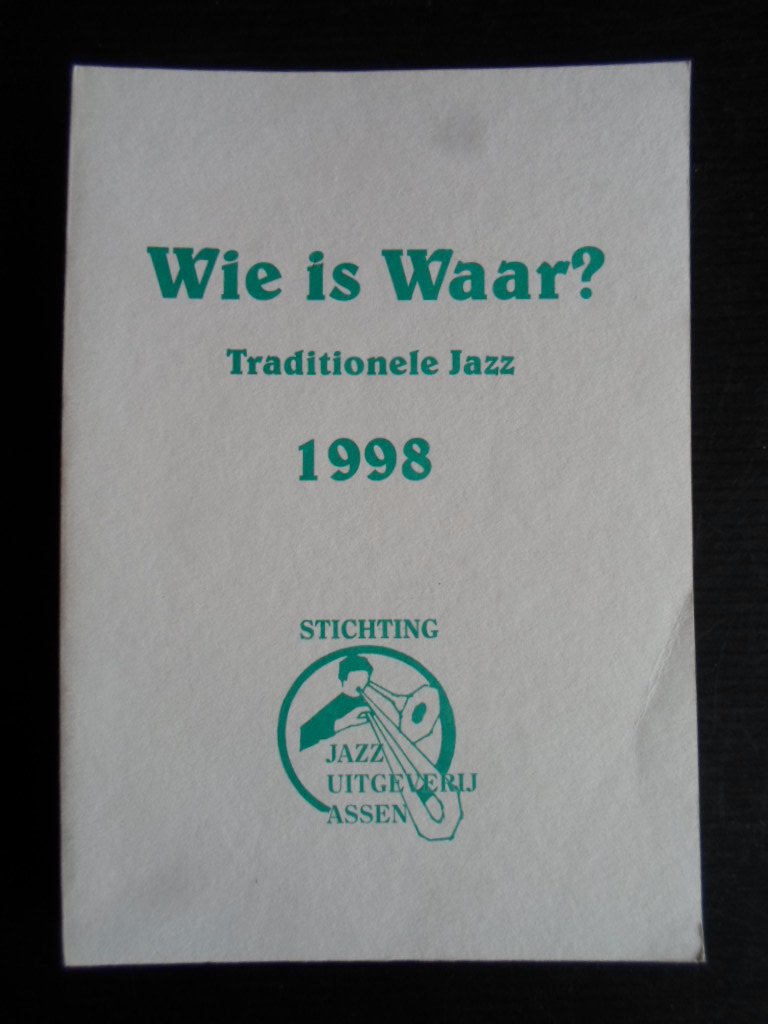 Wie is Waar?
Traditionele Jazz
1998
STICHTING
JAZZ
UITGEVERIJ
ASSEN